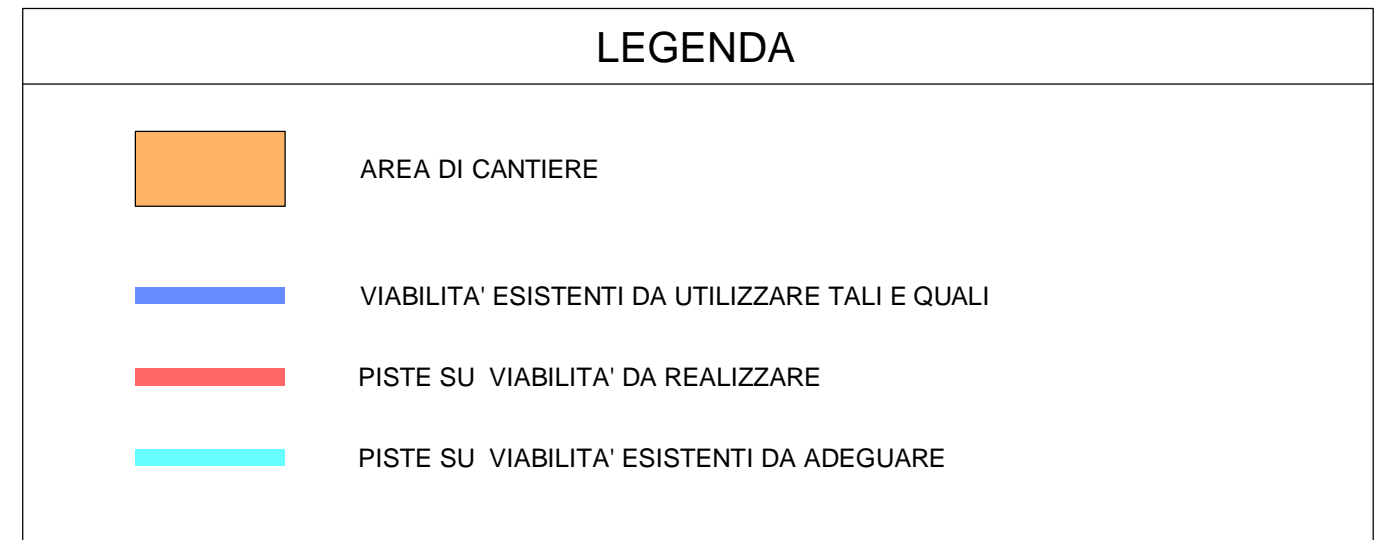 LEGENDA
AREA DI CANTIERE
VIABILITA' ESISTENTI DA UTILIZZARE TALI E QUALI
PISTE SU  VIABILITA' DA REALIZZARE
PISTE SU  VIABILITA' ESISTENTI DA ADEGUARE